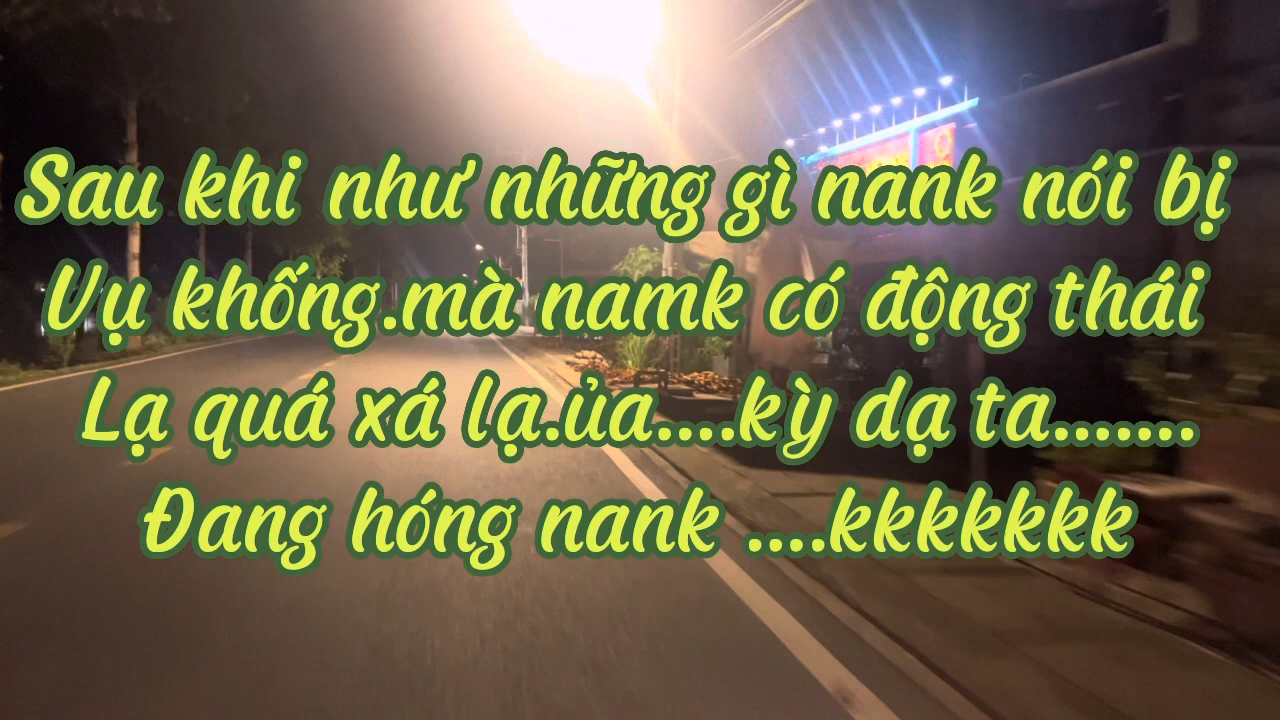 Sau khi như những gì nank nói bị
Vụ khống.mà namk có động thái
Lạ quá xá lạ.ủa....kỳ dạ ta.......
Đang hóng nank ....kkkkkkk